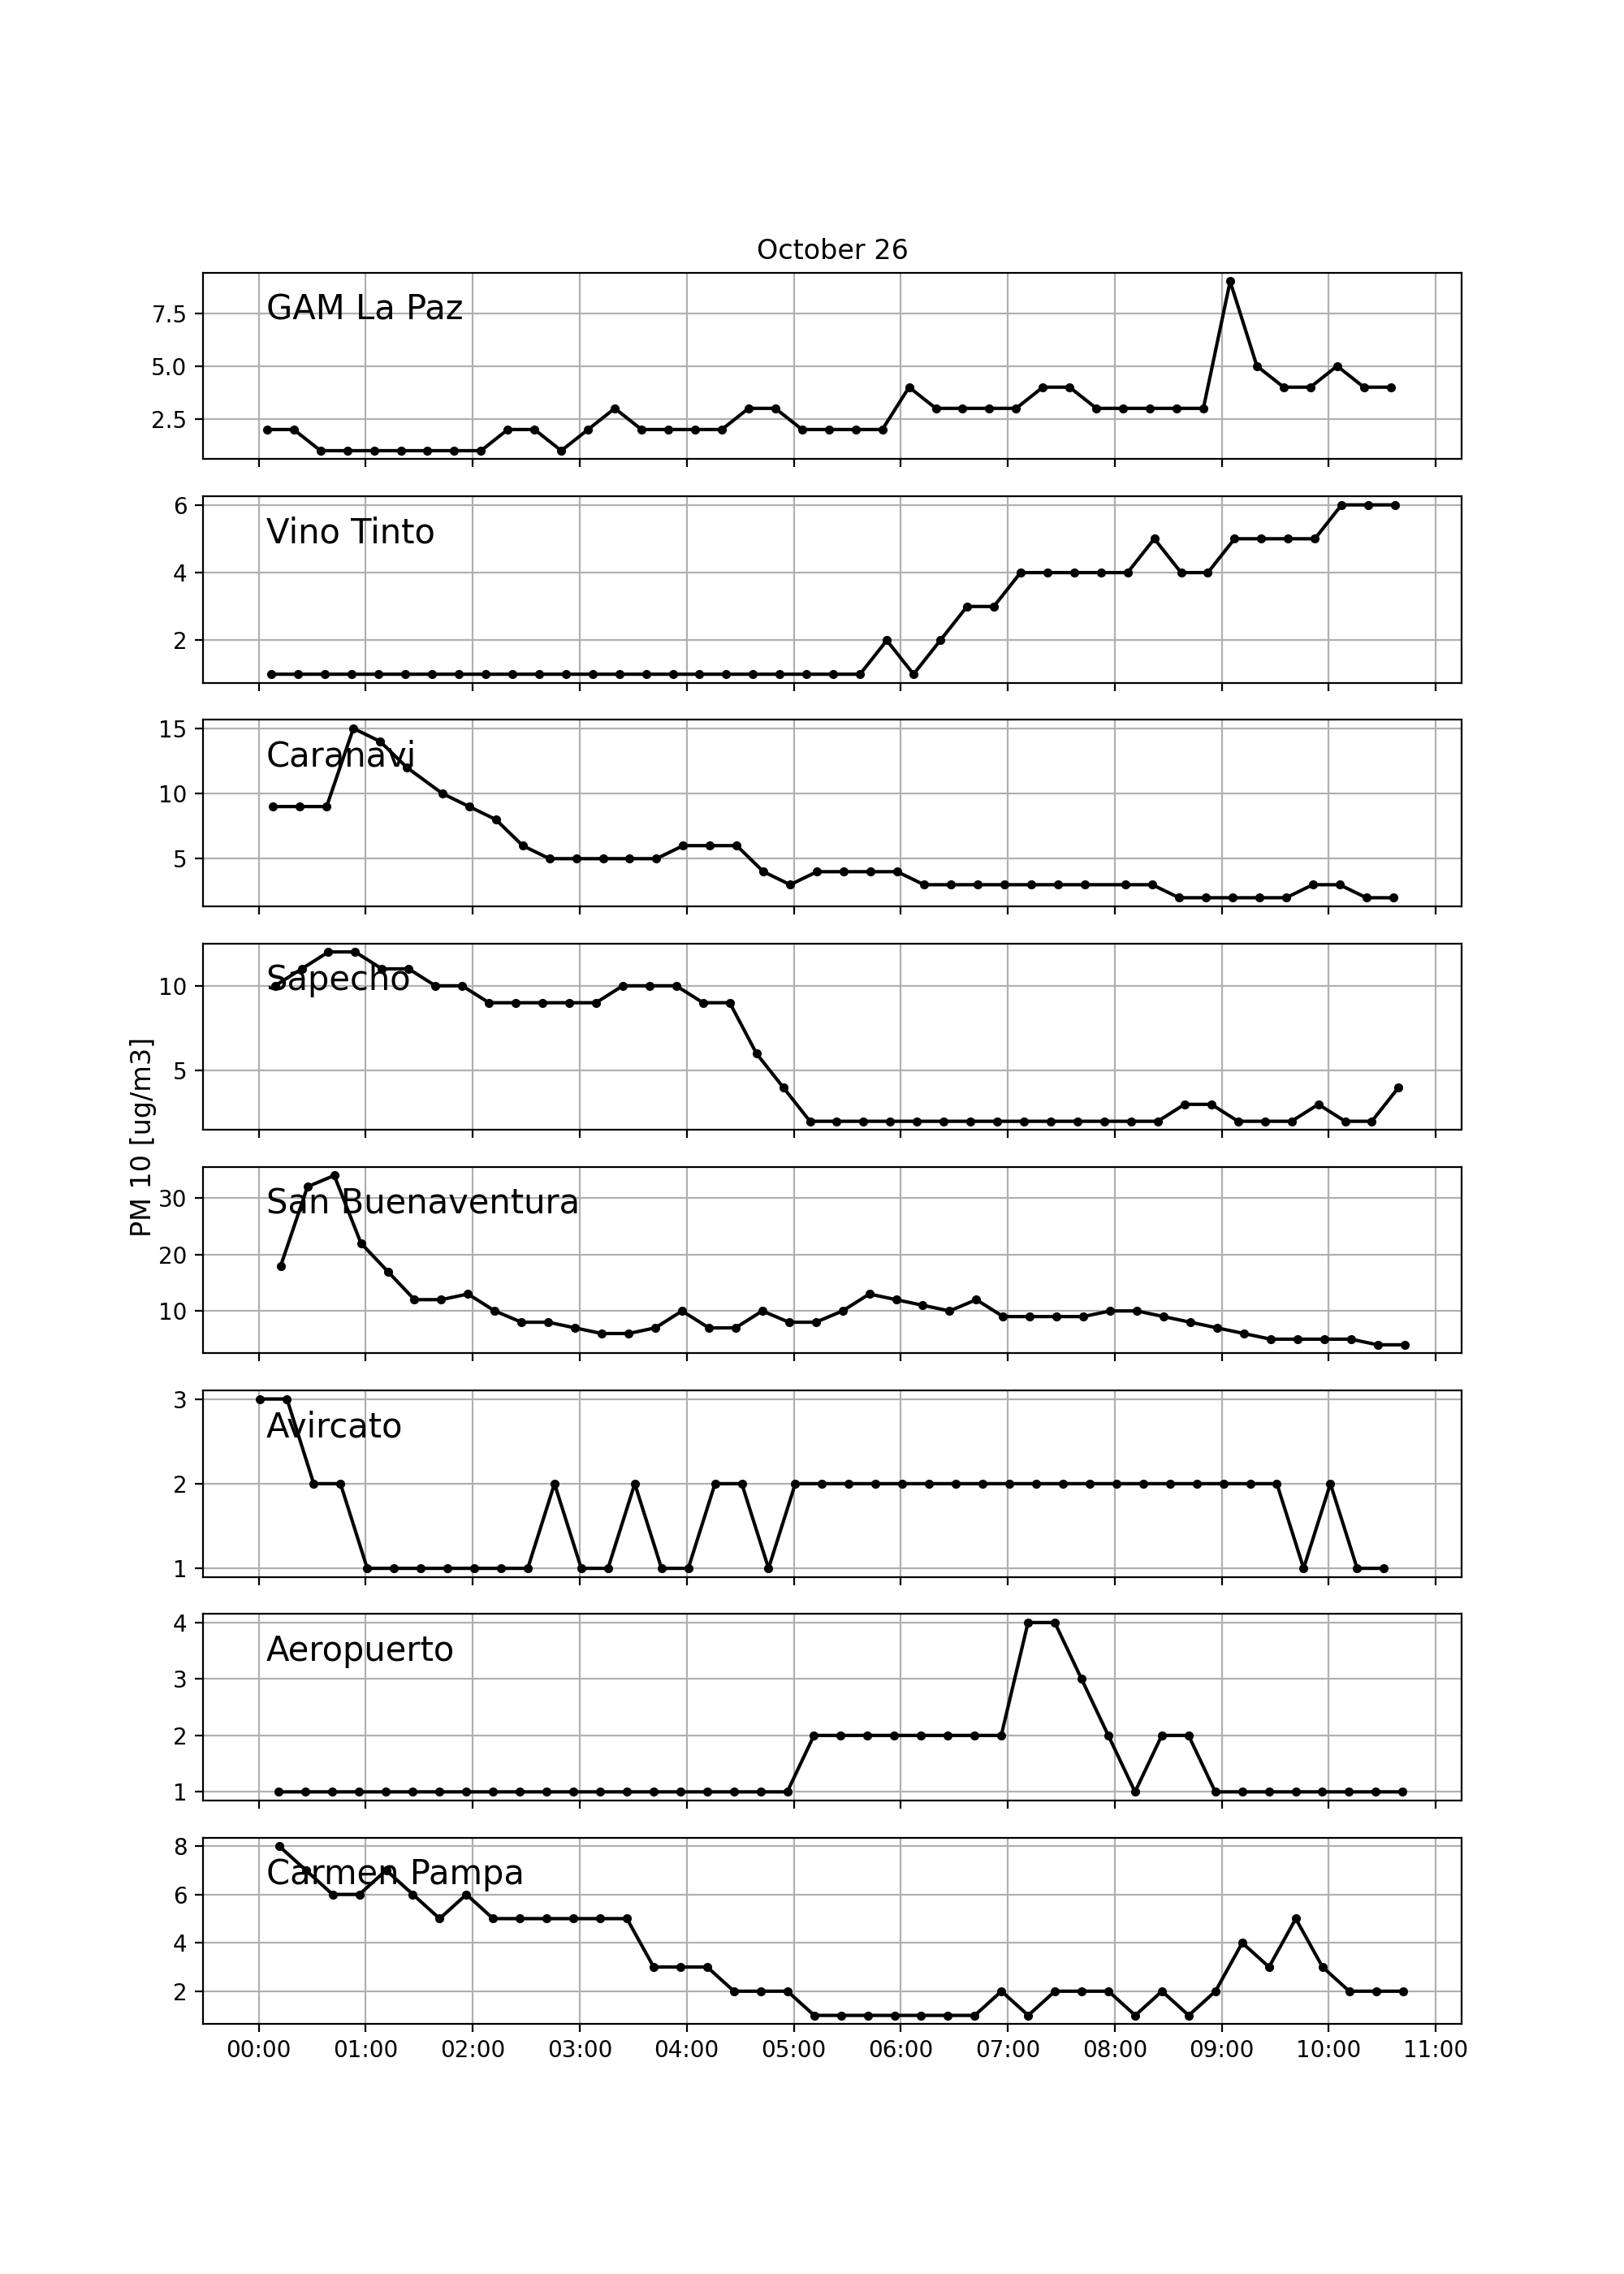 October 26
GAM La Paz
7.5
5.0
2.5
Vino Tinto
6
4
2
Caranavi
15
10
5
Sapecho
10
5
PM 10 [ug/m3]
San Buenaventura
30
20
10
Avircato
3
2
1
Aeropuerto
4
3
2
1
Carmen Pampa
8
6
4
2
00:00 01:00 02:00 03:00 04:00 05:00 06:00 07:00 08:00 09:00 10:00 11:00